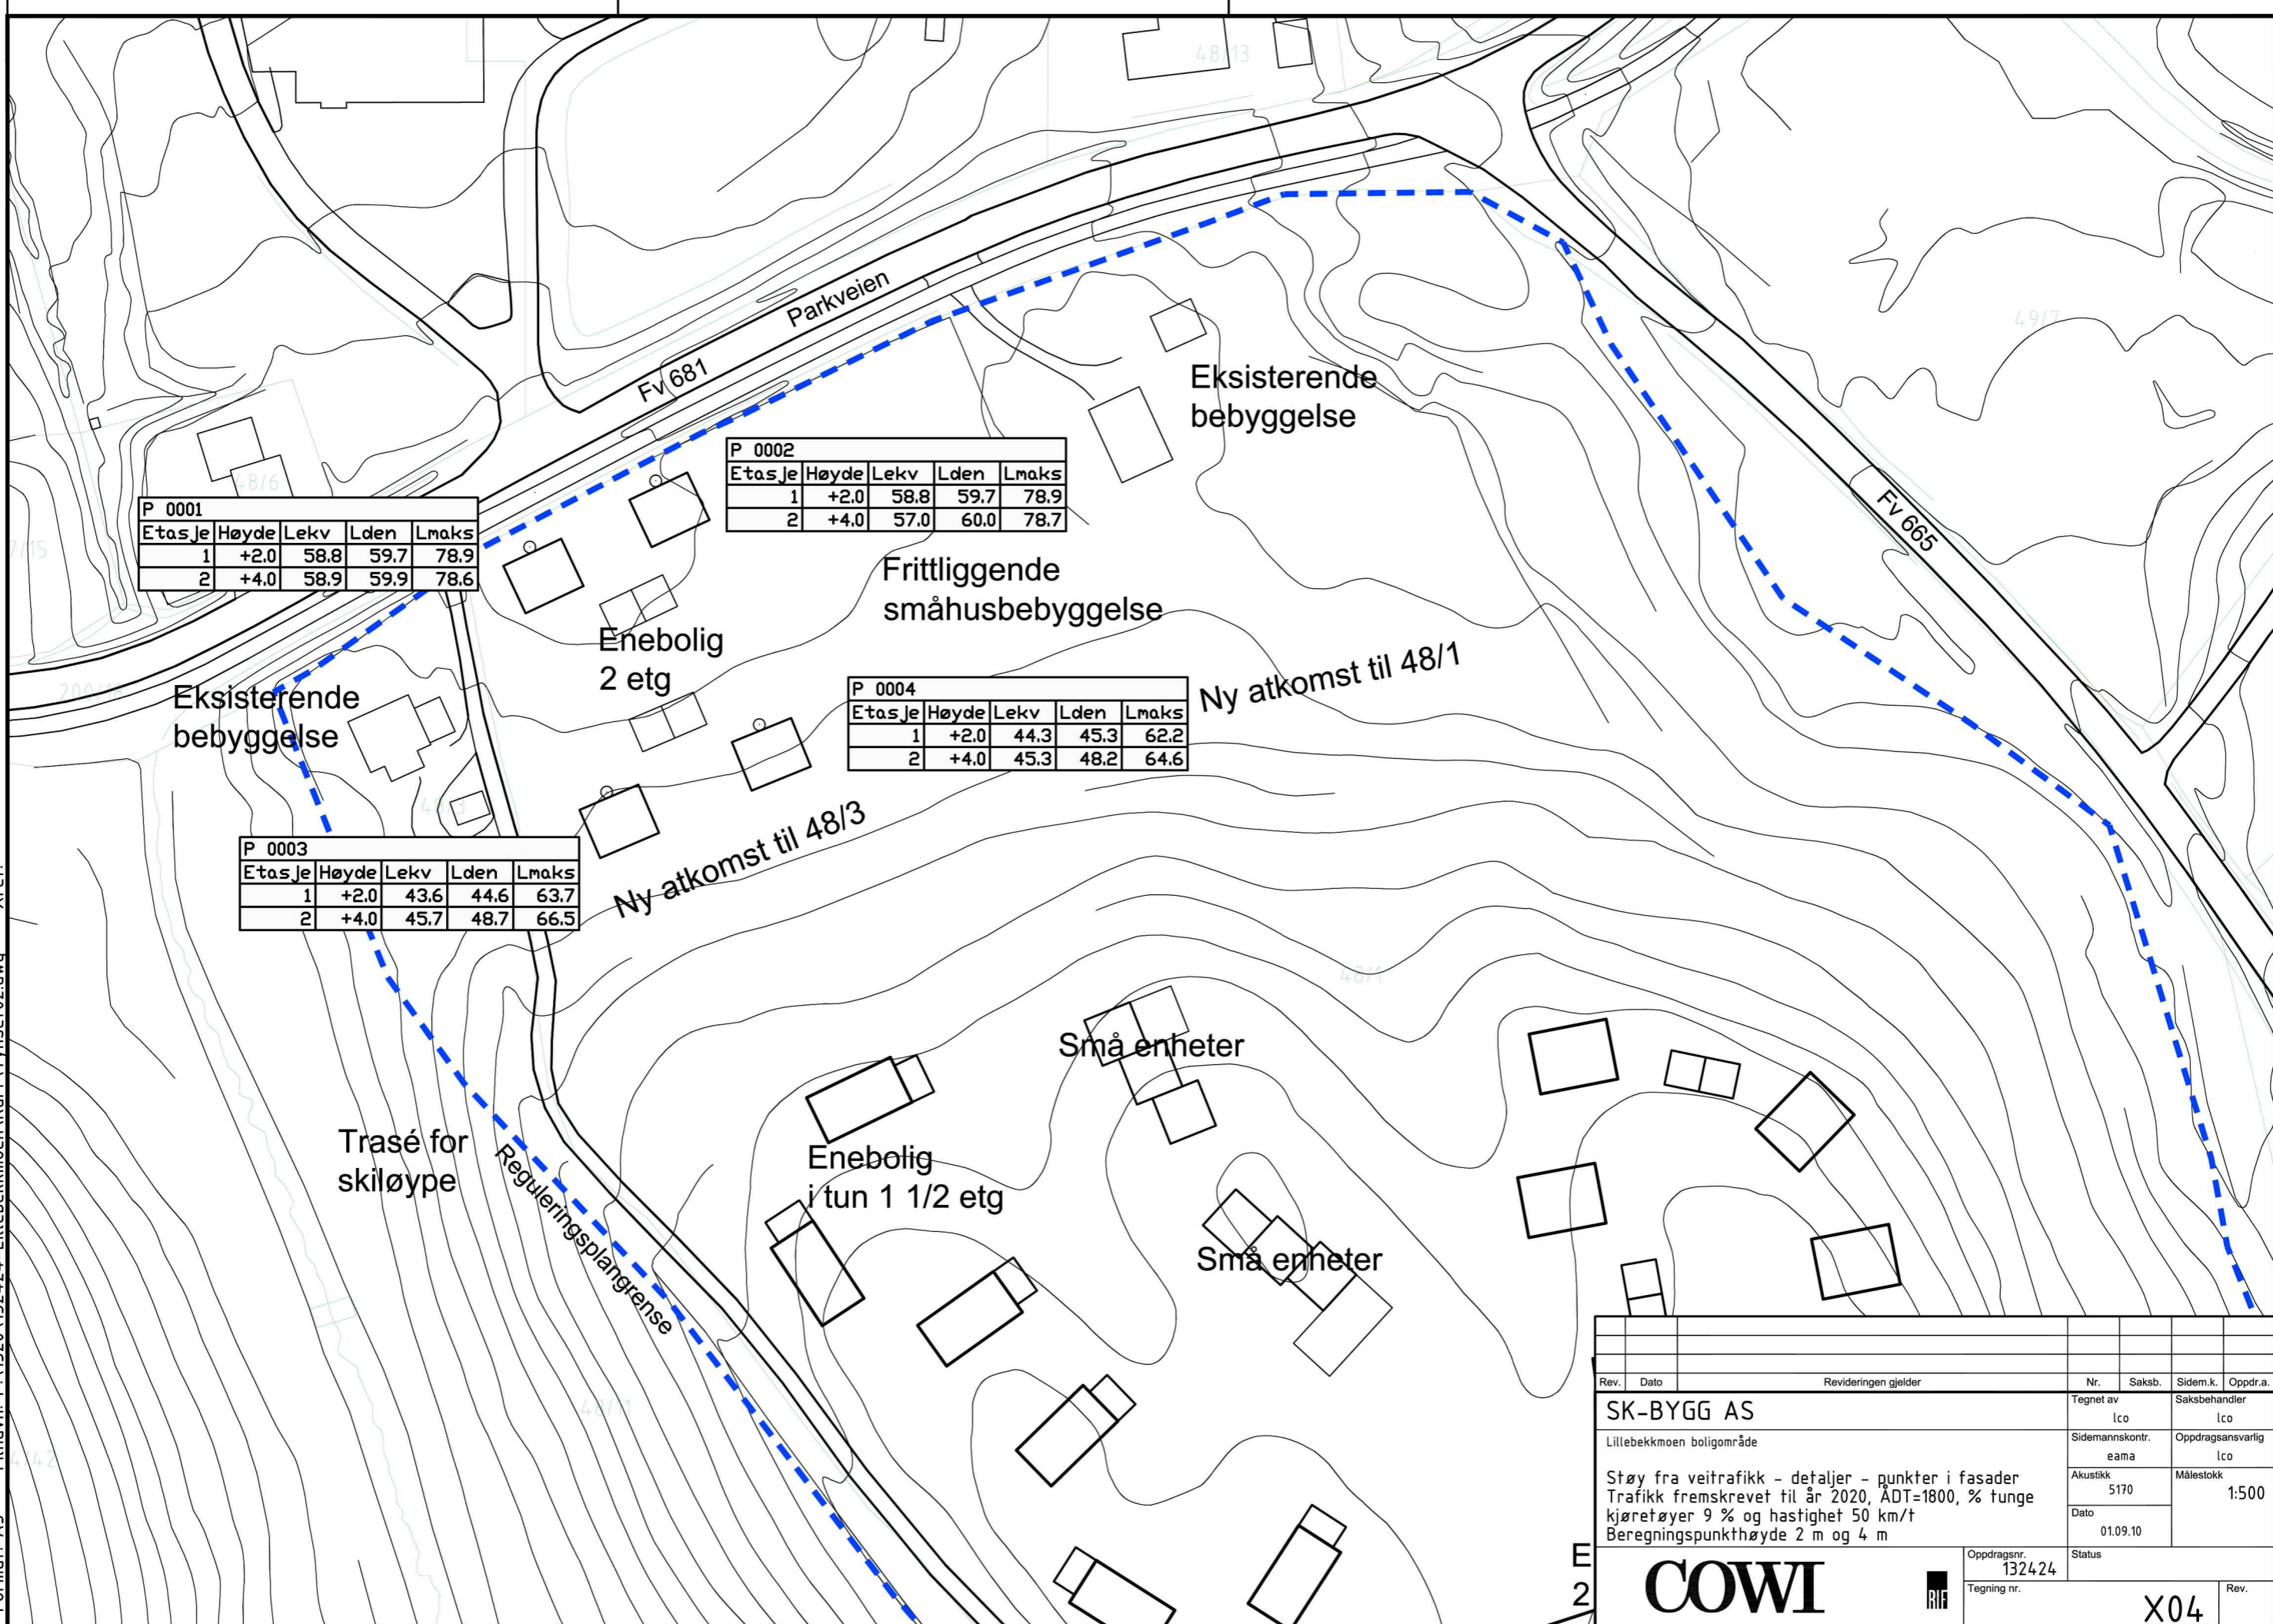 48/13
49/7
Parkveien
Fv 681
Eksisterende
bebyggelse
P 0002
Etasje Høyde Lekv Lden Lmaks
1 +2.0 58.8 59.7 78.9
2 +4.0 57.0 60.0 78.7
48/6
P 0001
Etasje Høyde Lekv Lden Lmaks
1 +2.0 58.8 59.7 78.9
2 +4.0 58.9 59.9 78.6
Fv 665
Frittliggende
småhusbebyggelse
Enebolig
2 etg
Eksisterende
bebyggelse
P 0004
Etasje Høyde Lekv Lden Lmaks
1 +2.0 44.3 45.3 62.2
2 +4.0 45.3 48.2 64.6
Ny atkomst til 48/1
48/3
Ny atkomst til 48/3
P 0003
Etasje Høyde Lekv Lden Lmaks
1 +2.0 43.6 44.6 63.7
2 +4.0 45.7 48.7 66.5
48/1
Små enheter
Trasé for
skiløype
Reguleringsplangrense
Enebolig
i tun 1 1/2 etg
Små enheter
48/11
E
2
Rev. Dato Revideringen gjelder Nr. Saksb. Sidem.k. Oppdr.a.
SK-BYGG AS
Lillebekkmoen boligområde
Støy fra veitrafikk - detaljer - punkter i fasader
Trafikk fremskrevet til år 2020, ÅDT=1800, % tunge
kjøretøyer 9 % og hastighet 50 km/t
Beregningspunkthøyde 2 m og 4 m
Tegnet av
lco
Saksbehandler
lco
Sidemannskontr.
eama
Oppdragsansvarlig
lco
Akustikk
5170
Målestokk
1:500
Dato
01.09.10
COWI
RIF
Oppdragsnr.
132424
Status
Tegning nr.
X04
Rev.